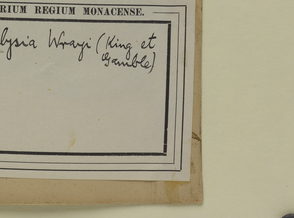 RIUM REGIUM MONACENSE.
lysia Wrayi (King et
Gamble)